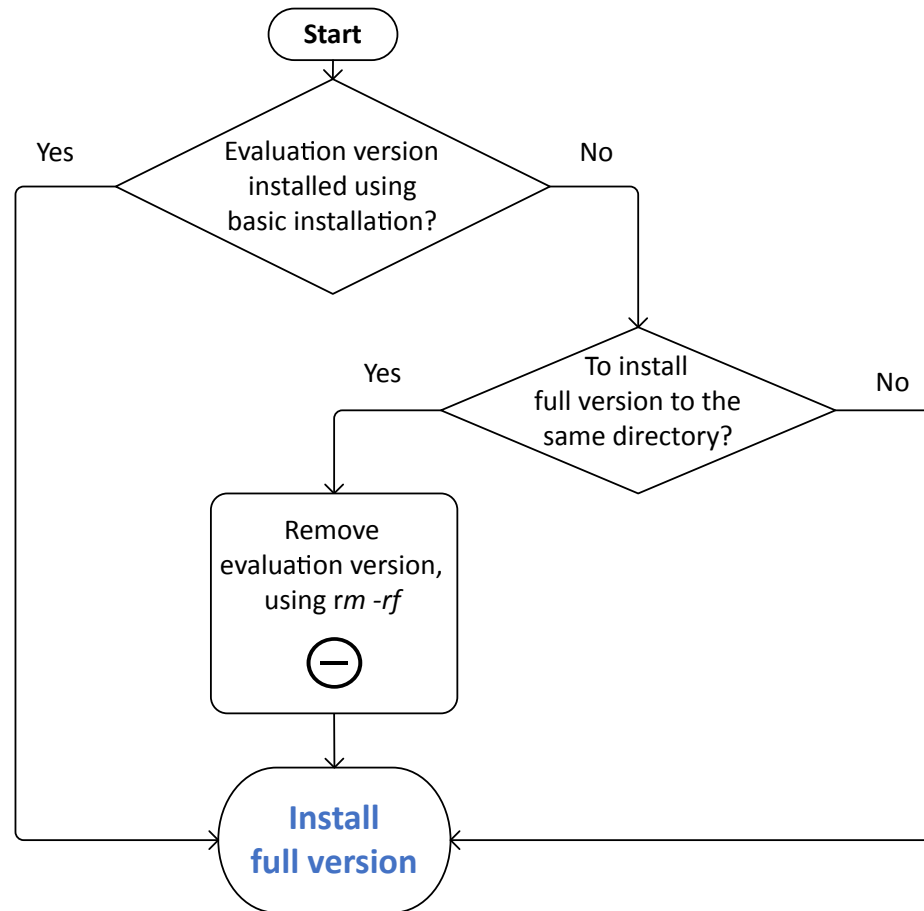 Start
Yes
Evaluation version
installed using
basic installation?
No
Yes
To install
full version to the
same directory?
No
Remove
evaluation version,
using rm -rf
Install
full version